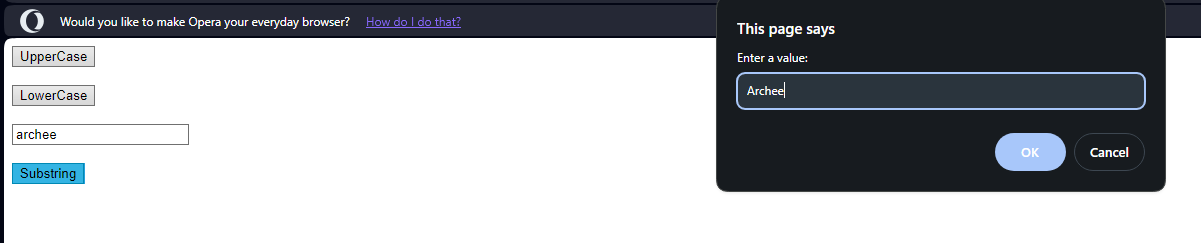 Would you like to make Opera your everyday browser? How do I do that?
UpperCase
LowerCase
archee
Substring
This page says
Enter a value:
Archee
OK Cancel